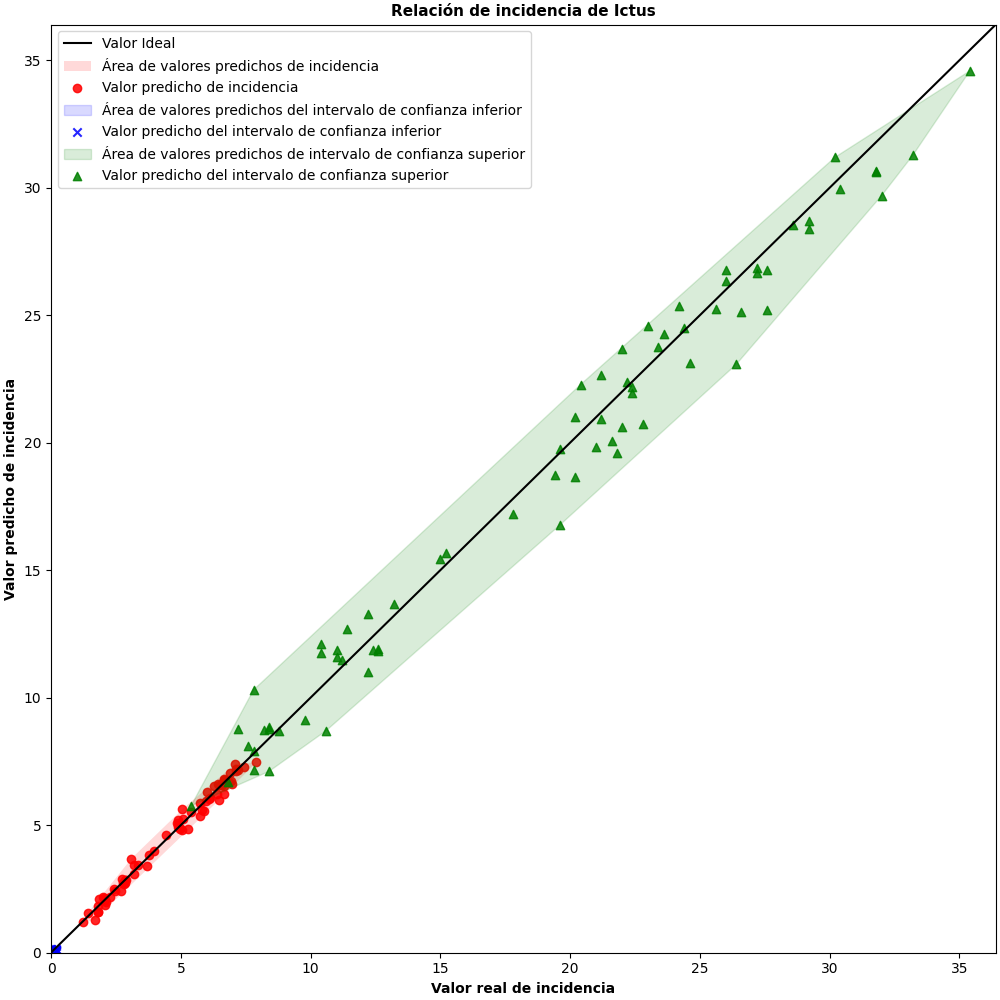 Relación de incidencia de Ictus
Valor Ideal
Área de valores predichos de incidencia
Valor predicho de incidencia
Área de valores predichos del intervalo de confianza inferior
Valor predicho del intervalo de confianza inferior
Área de valores predichos de intervalo de confianza superior
Valor predicho del intervalo de confianza superior
Valor predicho de incidencia
35
30
25
20
15
10
5
0
0 5 10 15 20 25 30 35
Valor real de incidencia